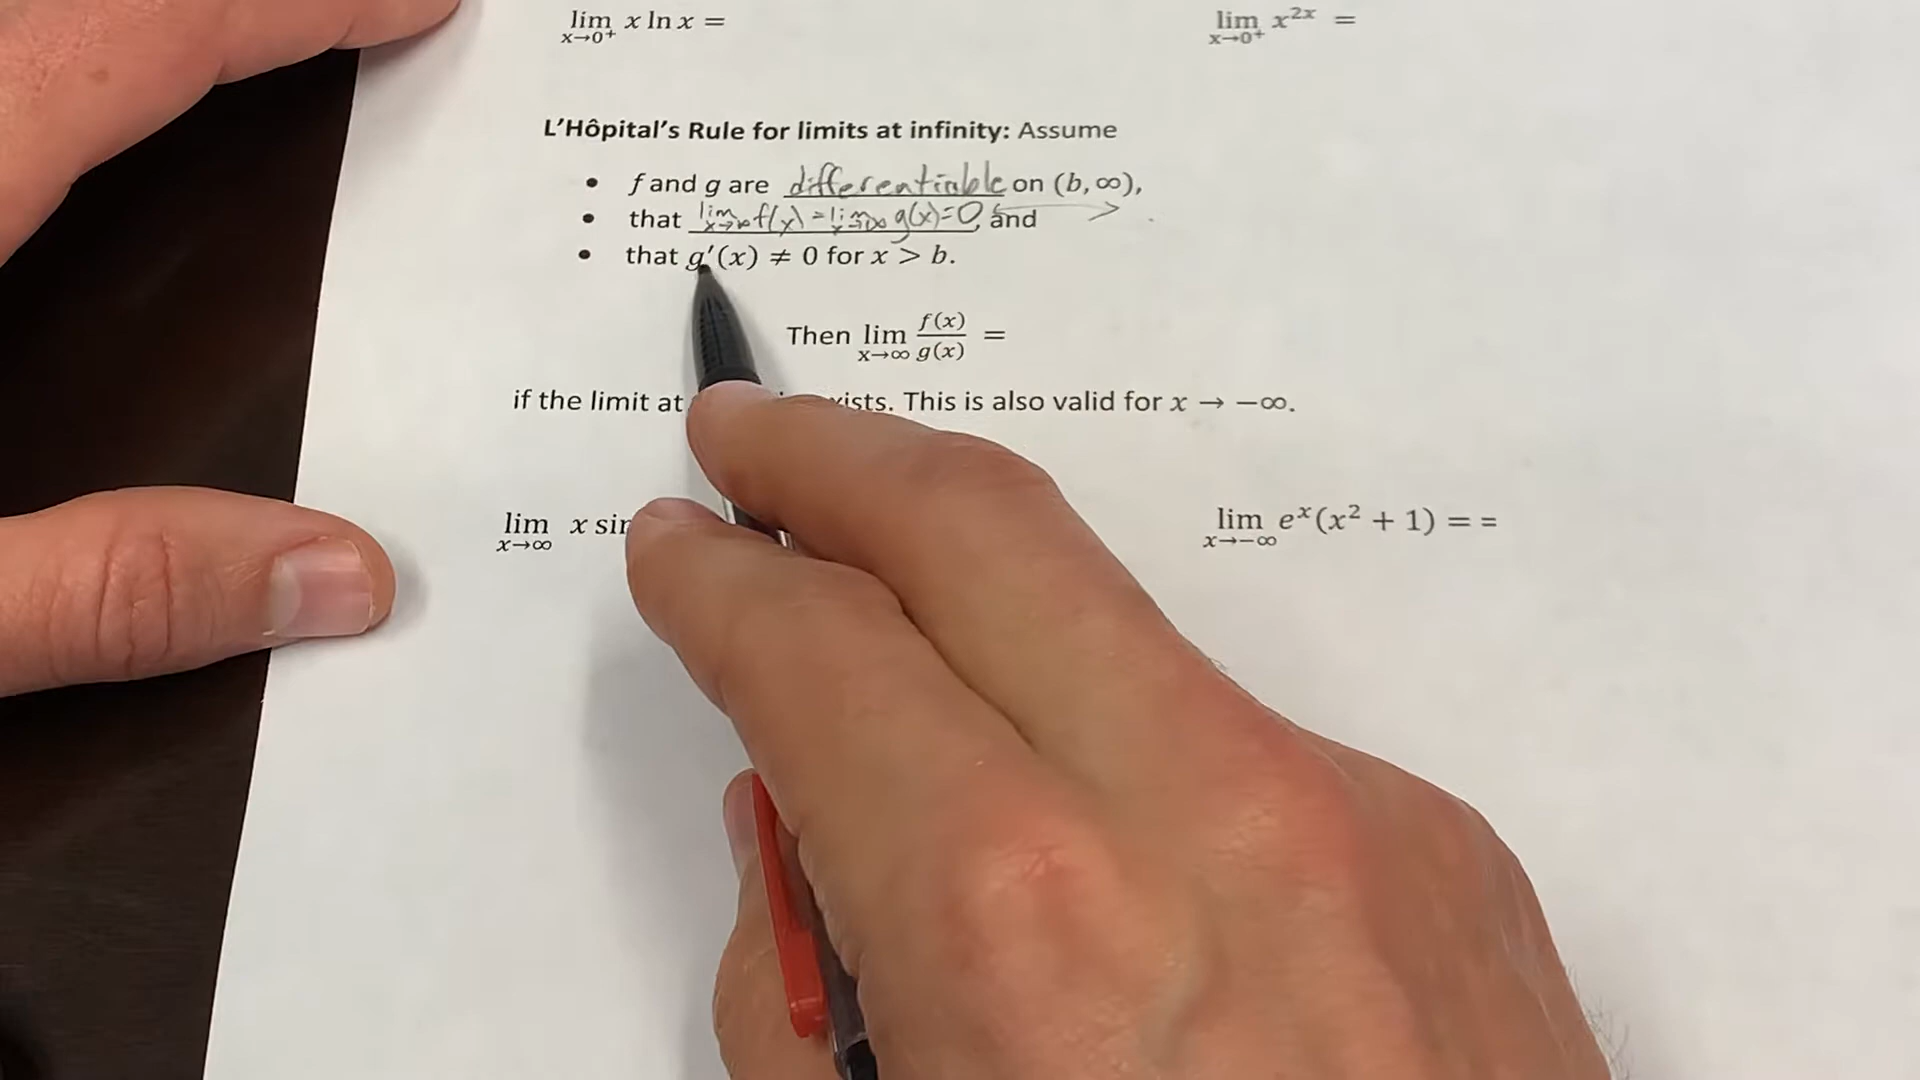 lim x→0⁺ x ln x =
lim x→0⁺ x²ˣ =
L'Hôpital's Rule for limits at infinity: Assume
• f and g are differentiable on (b, ∞),
• that lim x→∞ f(x) = lim x→∞ g(x) = 0, and
• that g′(x) ≠ 0 for x > b.
Then lim x→∞ f(x)/g(x) =
if the limit at xists. This is also valid for x → −∞.
lim x→∞ x sin
lim x→−∞ eˣ(x² + 1) = =